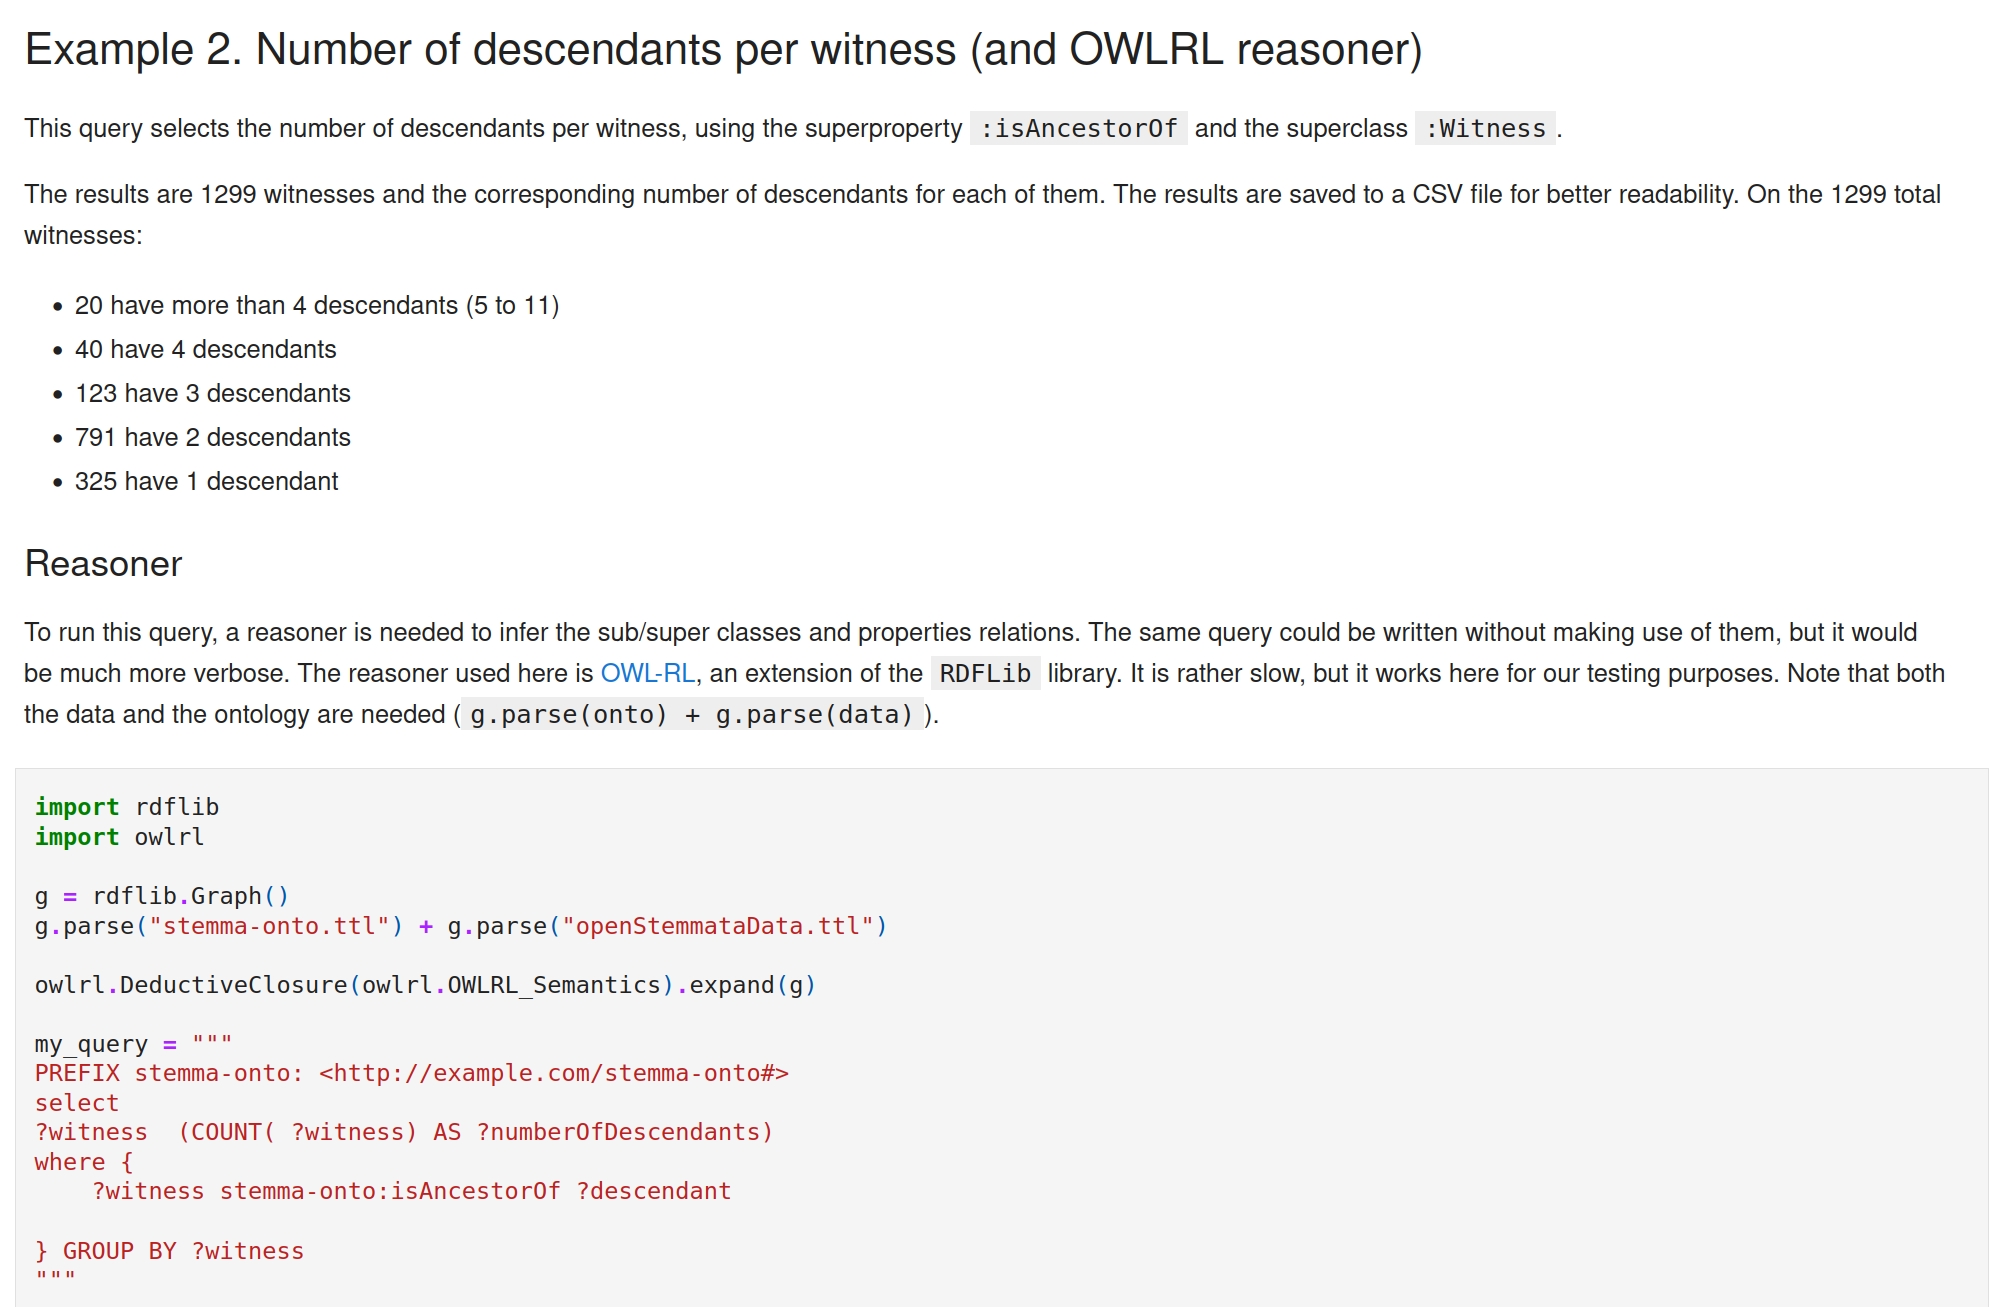 Example 2. Number of descendants per witness (and OWLRL reasoner)
This query selects the number of descendants per witness, using the superproperty :isAncestorOf and the superclass :Witness .
The results are 1299 witnesses and the corresponding number of descendants for each of them. The results are saved to a CSV file for better readability. On the 1299 total
witnesses:
• 20 have more than 4 descendants (5 to 11)
• 40 have 4 descendants
• 123 have 3 descendants
• 791 have 2 descendants
• 325 have 1 descendant
Reasoner
To run this query, a reasoner is needed to infer the sub/super classes and properties relations. The same query could be written without making use of them, but it would
be much more verbose. The reasoner used here is OWL-RL, an extension of the RDFLib library. It is rather slow, but it works here for our testing purposes. Note that both
the data and the ontology are needed ( g.parse(onto) + g.parse(data) ).
import rdflib
import owlrl
g = rdflib.Graph()
g.parse("stemma-onto.ttl") + g.parse("openStemmataData.ttl")
owlrl.DeductiveClosure(owlrl.OWLRL_Semantics).expand(g)
my_query = """
PREFIX stemma-onto: <http://example.com/stemma-onto#>
select
?witness  (COUNT( ?witness) AS ?numberOfDescendants)
where {
    ?witness stemma-onto:isAncestorOf ?descendant
} GROUP BY ?witness
"""